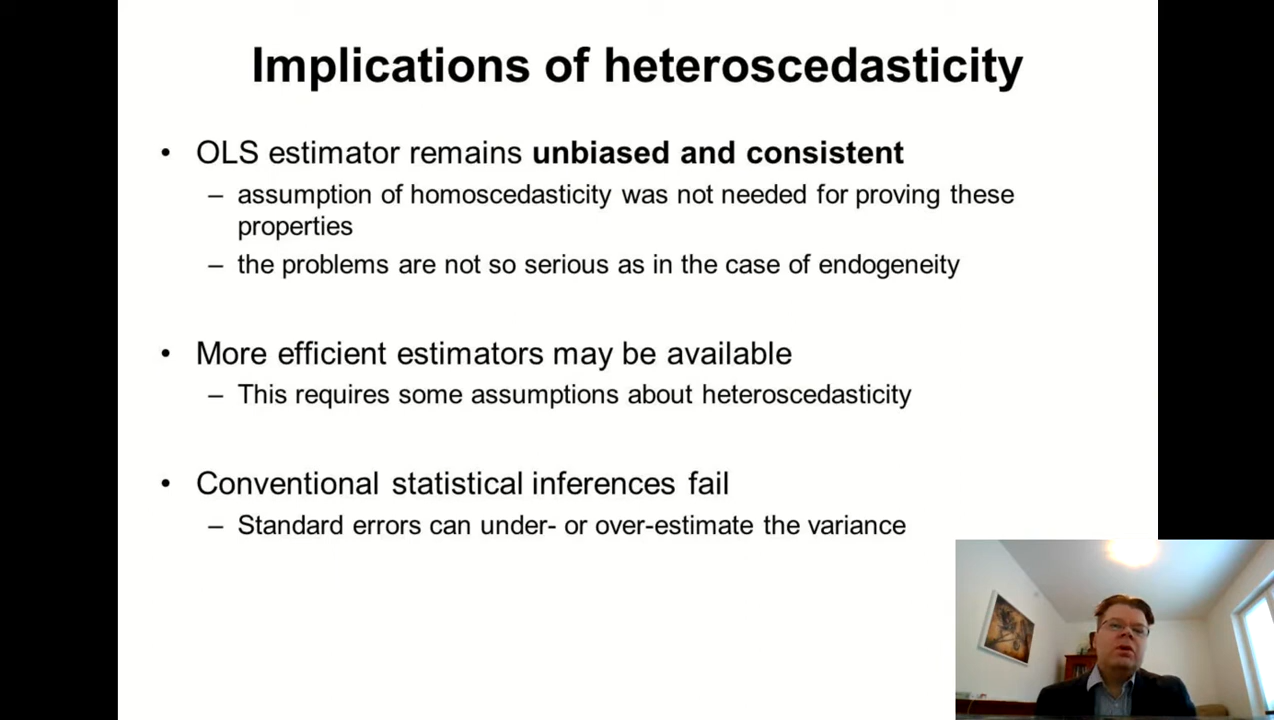 Implications of heteroscedasticity
• OLS estimator remains unbiased and consistent
– assumption of homoscedasticity was not needed for proving these
properties
– the problems are not so serious as in the case of endogeneity
• More efficient estimators may be available
– This requires some assumptions about heteroscedasticity
• Conventional statistical inferences fail
– Standard errors can under- or over-estimate the variance